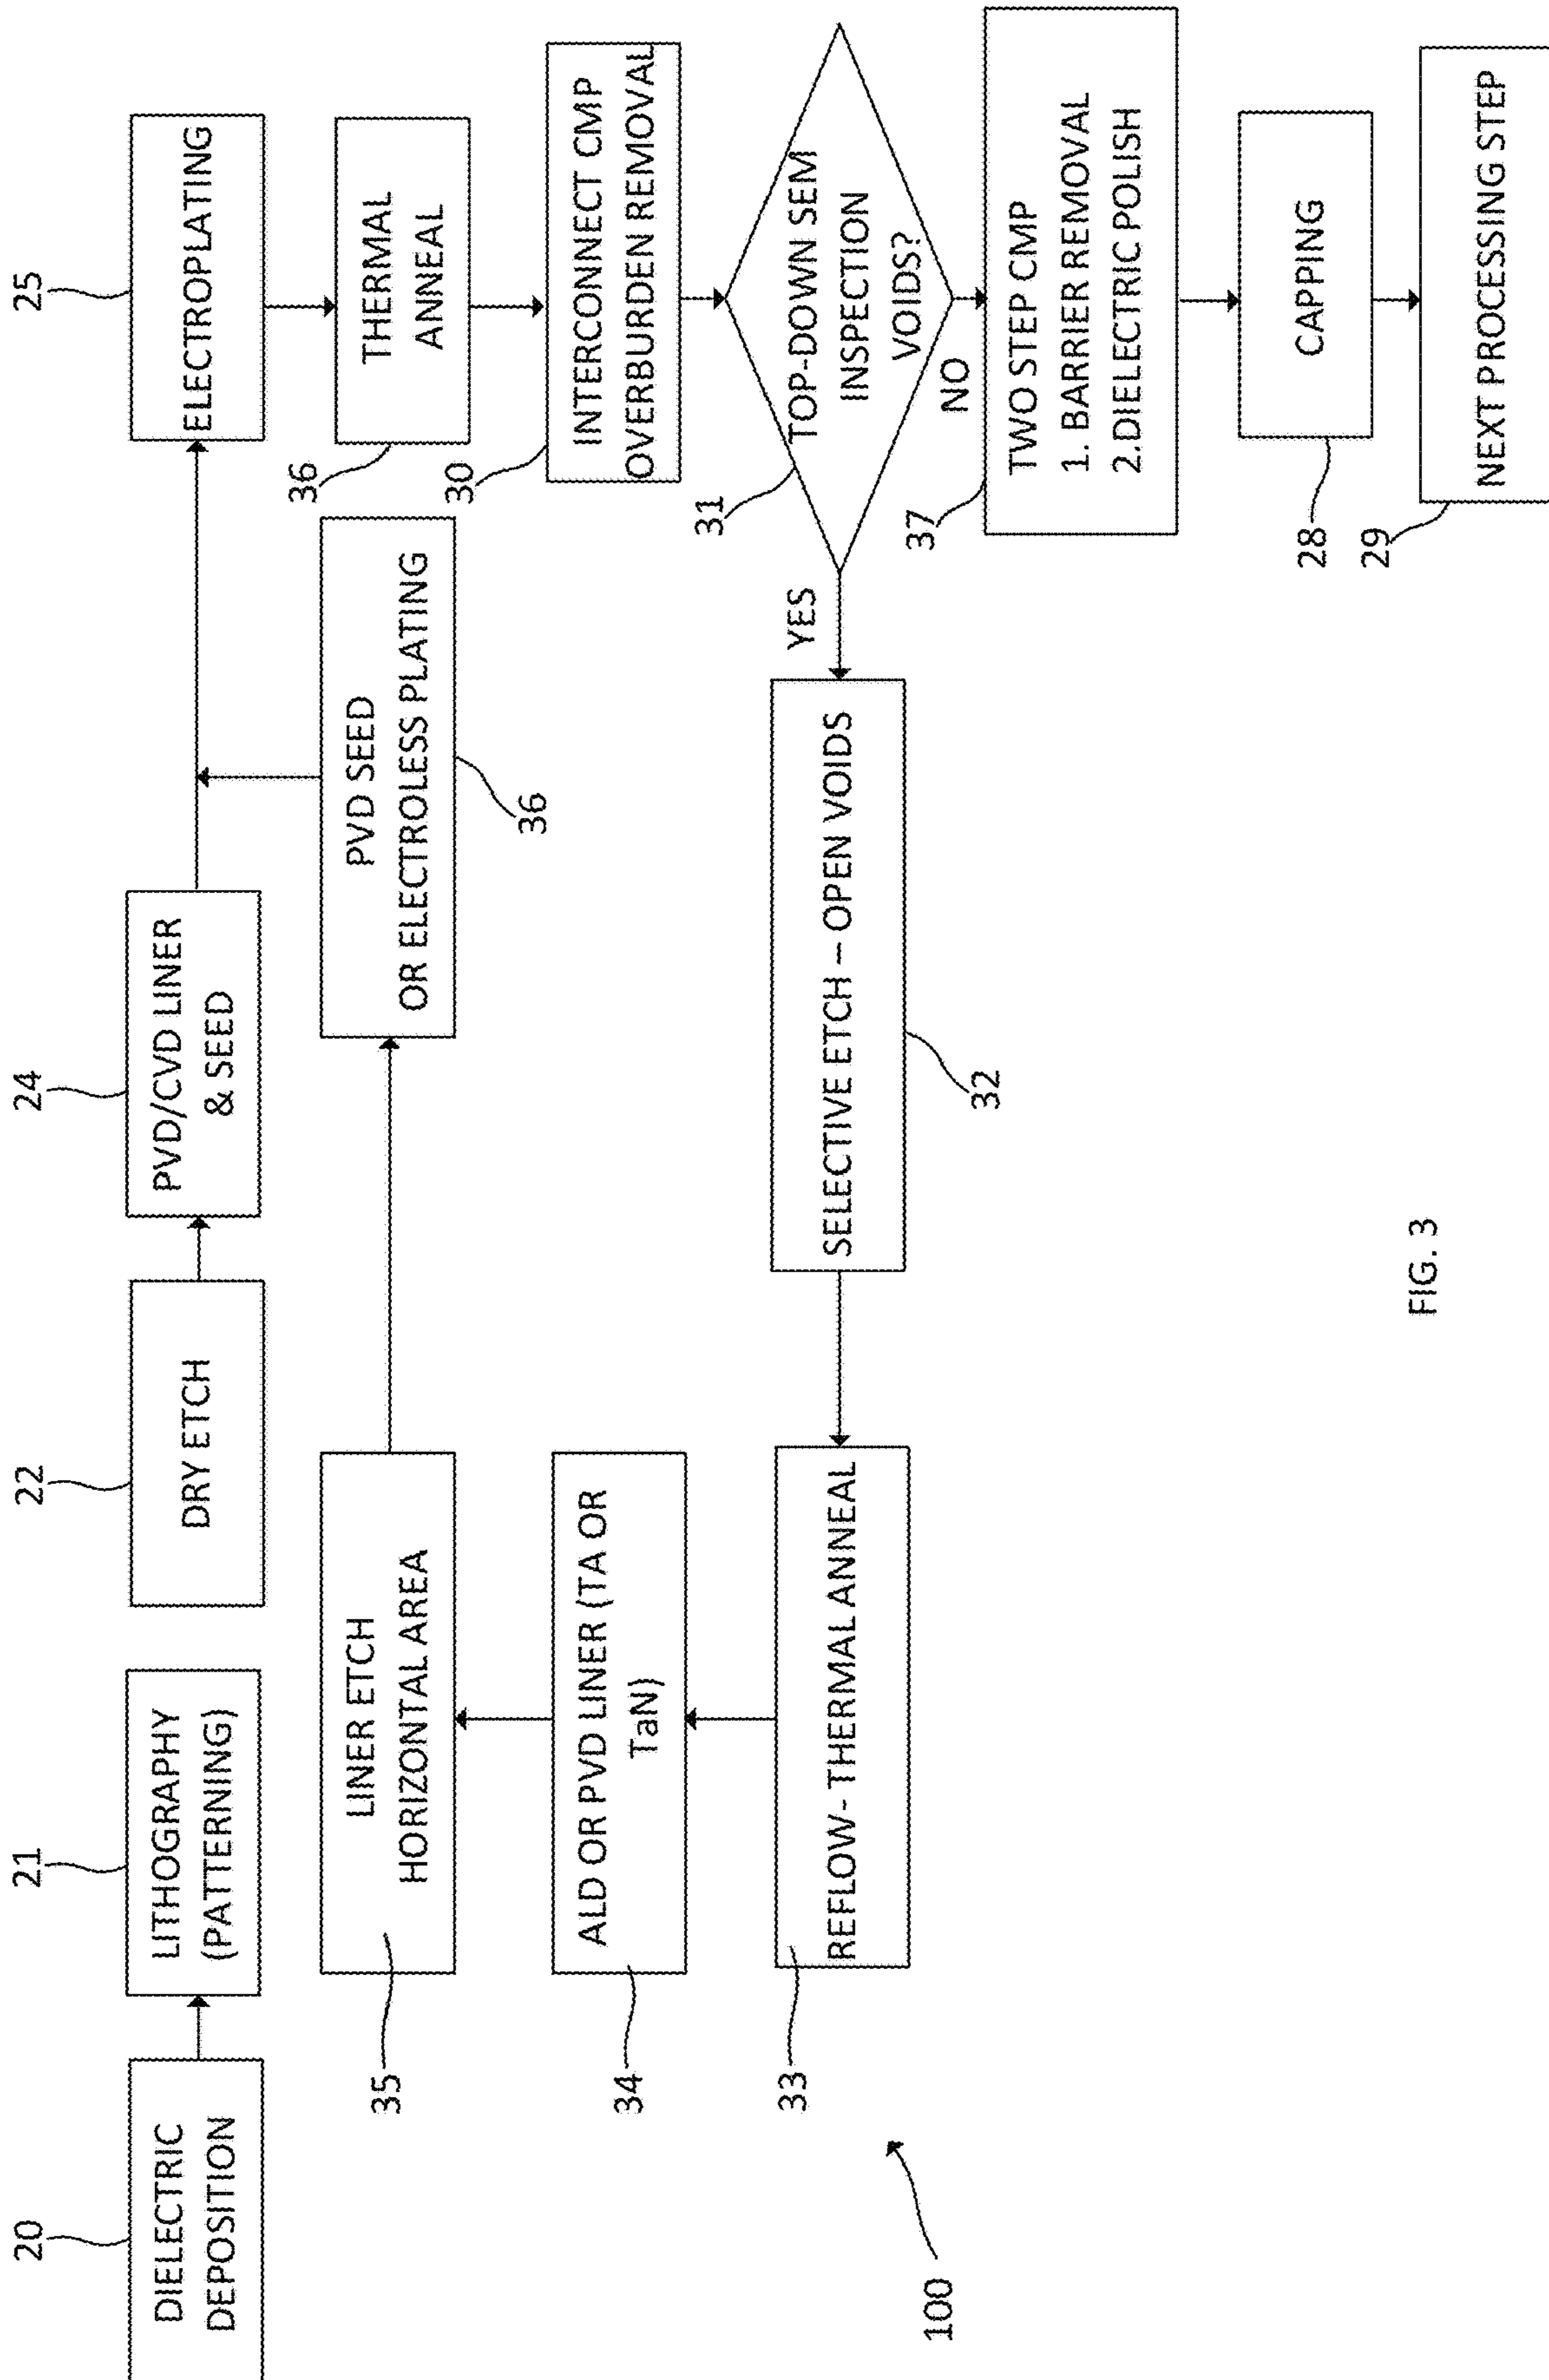 20
DIELECTRIC
DEPOSITION
21
LITHOGRAPHY
(PATTERNING)
22
DRY ETCH
24
PVD/CVD LINER
& SEED
25
ELECTROPLATING
35
LINER ETCH
HORIZONTAL AREA
PVD SEED
OR ELECTROLESS PLATING
36
36
THERMAL
ANNEAL
34
ALD OR PVD LINER (TA OR
TaN)
30
INTERCONNECT CMP
OVERBURDEN REMOVAL
33
REFLOW- THERMAL ANNEAL
SELECTIVE ETCH – OPEN VOIDS
32
YES
31
TOP-DOWN SEM
INSPECTION
VOIDS?
NO
100
37
TWO STEP CMP
1. BARRIER REMOVAL
2.DIELECTRIC POLISH
28
CAPPING
29
NEXT PROCESSING STEP
FIG. 3